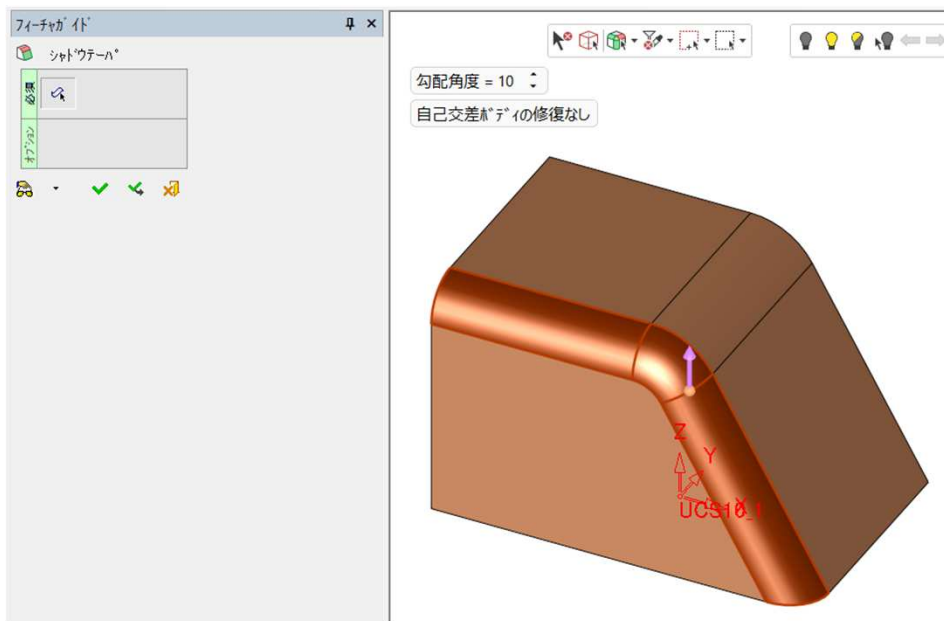 フィーチャガイド
シャドウテーパ
必須
オプション
勾配角度 = 10
自己交差ボディの修復なし
Z
Y
X
UCS10_1